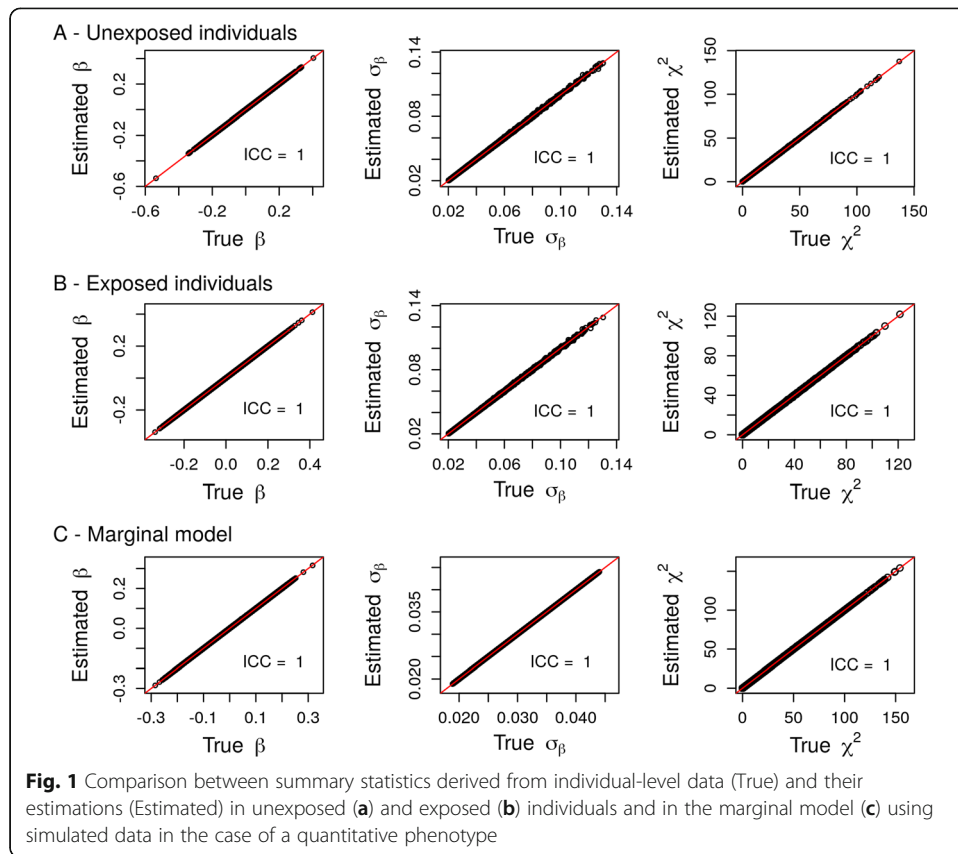 A - Unexposed individuals
Estimated β
-0.6 -0.2 0.2
ICC = 1
-0.6 -0.2 0.2
True β
Estimated σβ
0.02 0.08 0.14
ICC = 1
0.02 0.06 0.10 0.14
True σβ
Estimated χ²
0 50 100 150
ICC = 1
0 50 100 150
True χ²
B - Exposed individuals
Estimated β
-0.2 0.2
ICC = 1
-0.2 0.0 0.2 0.4
True β
Estimated σβ
0.02 0.08 0.14
ICC = 1
0.02 0.06 0.10 0.14
True σβ
Estimated χ²
0 40 80 120
ICC = 1
0 40 80 120
True χ²
C - Marginal model
Estimated β
-0.3 0.0 0.2
ICC = 1
-0.3 -0.1 0.1 0.3
True β
Estimated σβ
0.020 0.035
ICC = 1
0.020 0.030 0.040
True σβ
Estimated χ²
0 50 100
ICC = 1
0 50 100 150
True χ²
Fig. 1 Comparison between summary statistics derived from individual-level data (True) and their
estimations (Estimated) in unexposed (a) and exposed (b) individuals and in the marginal model (c) using
simulated data in the case of a quantitative phenotype